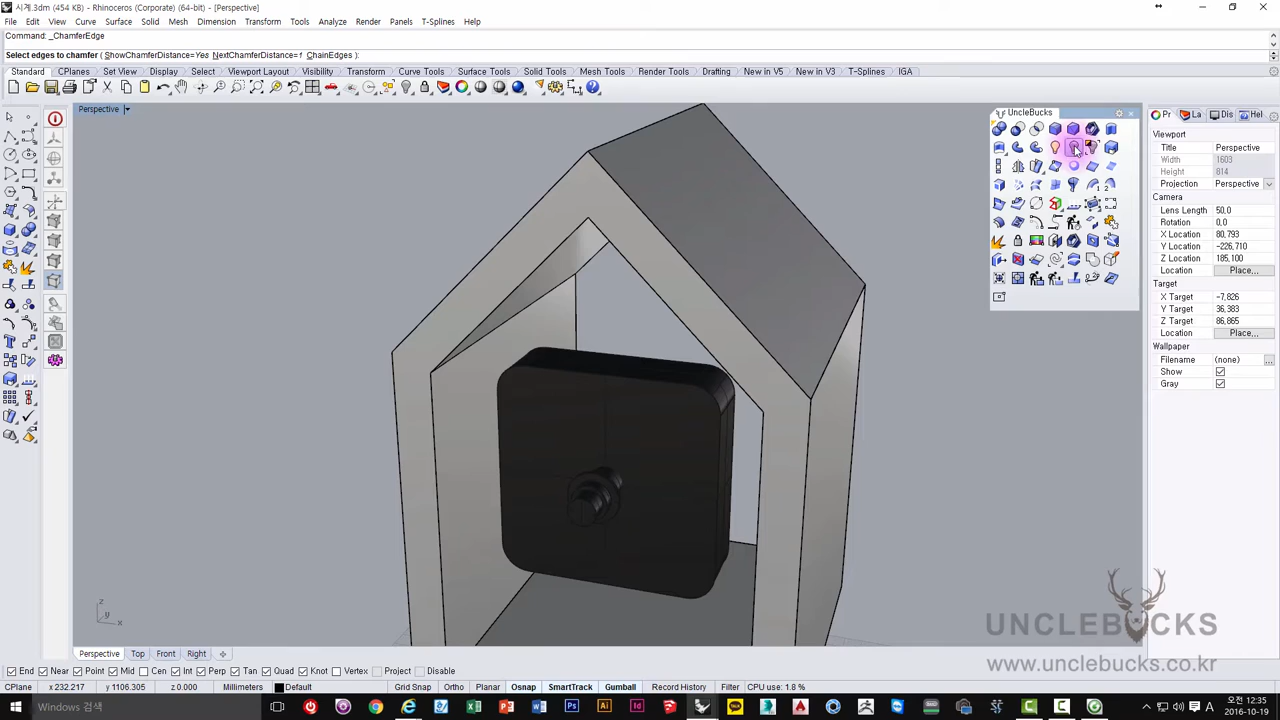 시계.3dm (454 KB) - Rhinoceros (Corporate) (64-bit) - [Perspective]
File Edit View Curve Surface Solid Mesh Dimension Transform Tools Analyze Render Panels T-Splines Help
Command: _ChamferEdge
Select edges to chamfer ( ShowChamferDistance=Yes NextChamferDistance=1 ChainEdges ):
Standard CPlanes Set View Display Select Viewport Layout Visibility Transform Curve Tools Surface Tools Solid Tools Mesh Tools Render Tools Drafting New in V5 New in V3 T-Splines IGA
Perspective
UncleBucks
Pr La Dis Hel
Viewport
Title Perspective
Width 1603
Height 814
Projection Perspective
Camera
Lens Length 50,0
Rotation 0,0
X Location 80,793
Y Location -226,710
Z Location 185,100
Location Place...
Target
X Target -7,826
Y Target 36,383
Z Target 86,865
Location Place...
Wallpaper
Filename (none) ...
Show
Gray
z
y
x
UNCLEBUCKS
www.unclebucks.co.kr
Perspective Top Front Right
End Near Point Mid Cen Int Perp Tan Quad Knot Vertex Project Disable
CPlane x 232.217 y 1106.305 z 0.000 Millimeters Default Grid Snap Ortho Planar Osnap SmartTrack Gumball Record History Filter CPU use: 1.8 %
Windows 검색
A
오전 12:35
2016-10-19